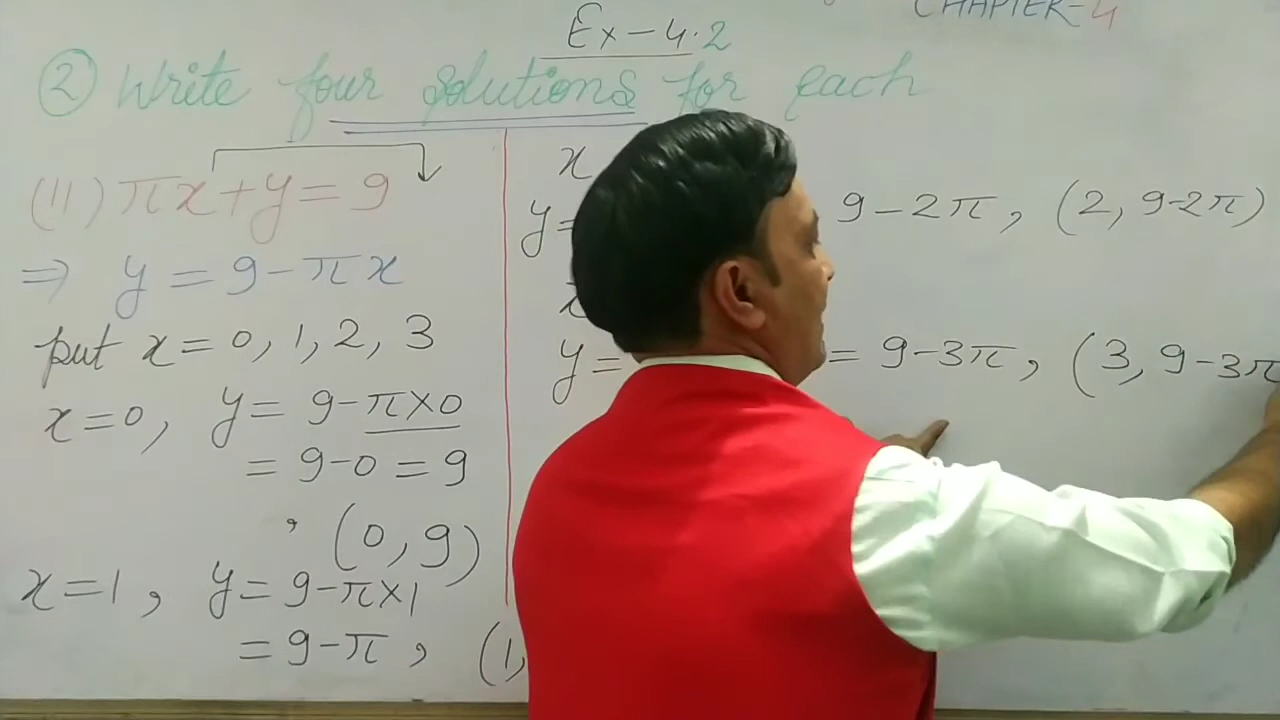 CHAPTER-4
Ex-4.2
② Write four solutions for each
(II) πx+y=9
⇒ y = 9-πx
put x=0, 1, 2, 3
x=0, y= 9-π×0
= 9-0 = 9
, (0, 9)
x=1, y=9-π×1
= 9-π, (1,
x
y= 9-2π, (2, 9-2π)
y= = 9-3π, (3, 9-3π